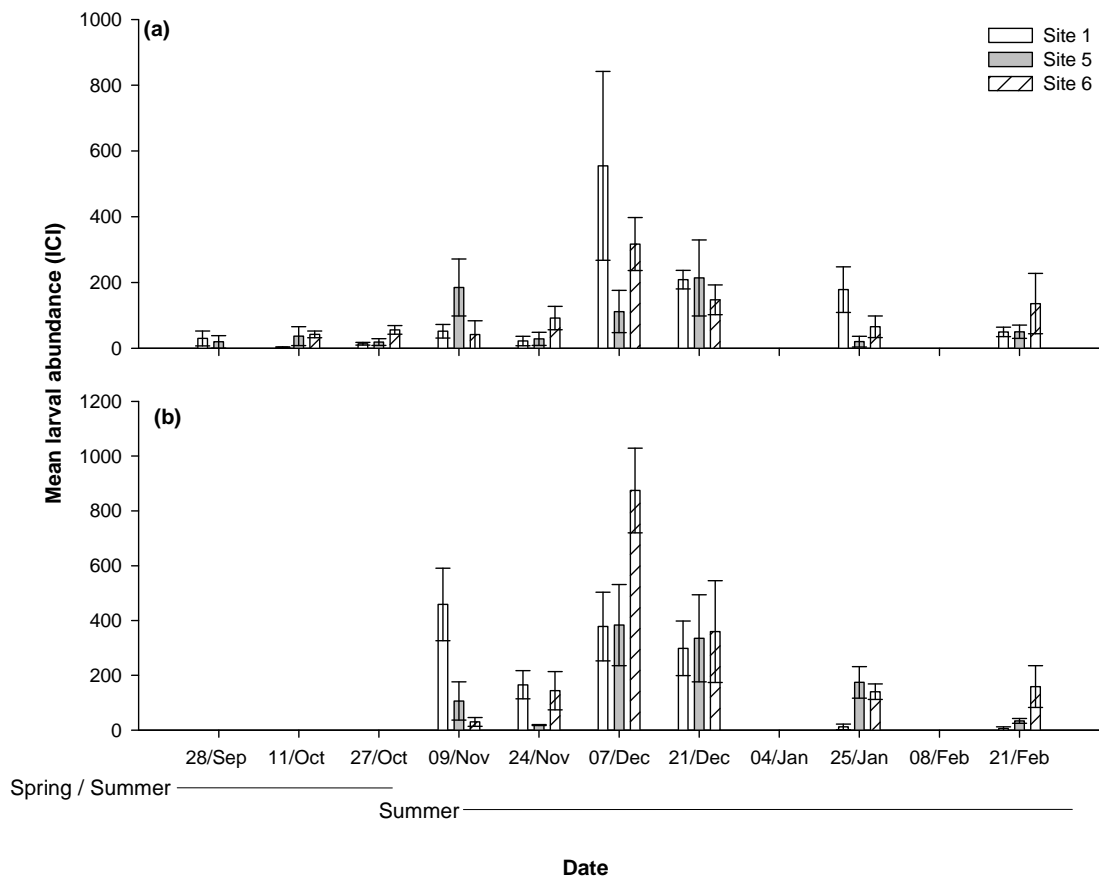 1000
(a)
Site 1
Site 5
Site 6
800
600
400
200
0
Mean larval abundance (ICI)
1200
(b)
1000
800
600
400
200
0
28/Sep 11/Oct 27/Oct 09/Nov 24/Nov 07/Dec 21/Dec 04/Jan 25/Jan 08/Feb 21/Feb
Spring / Summer
Summer
Date